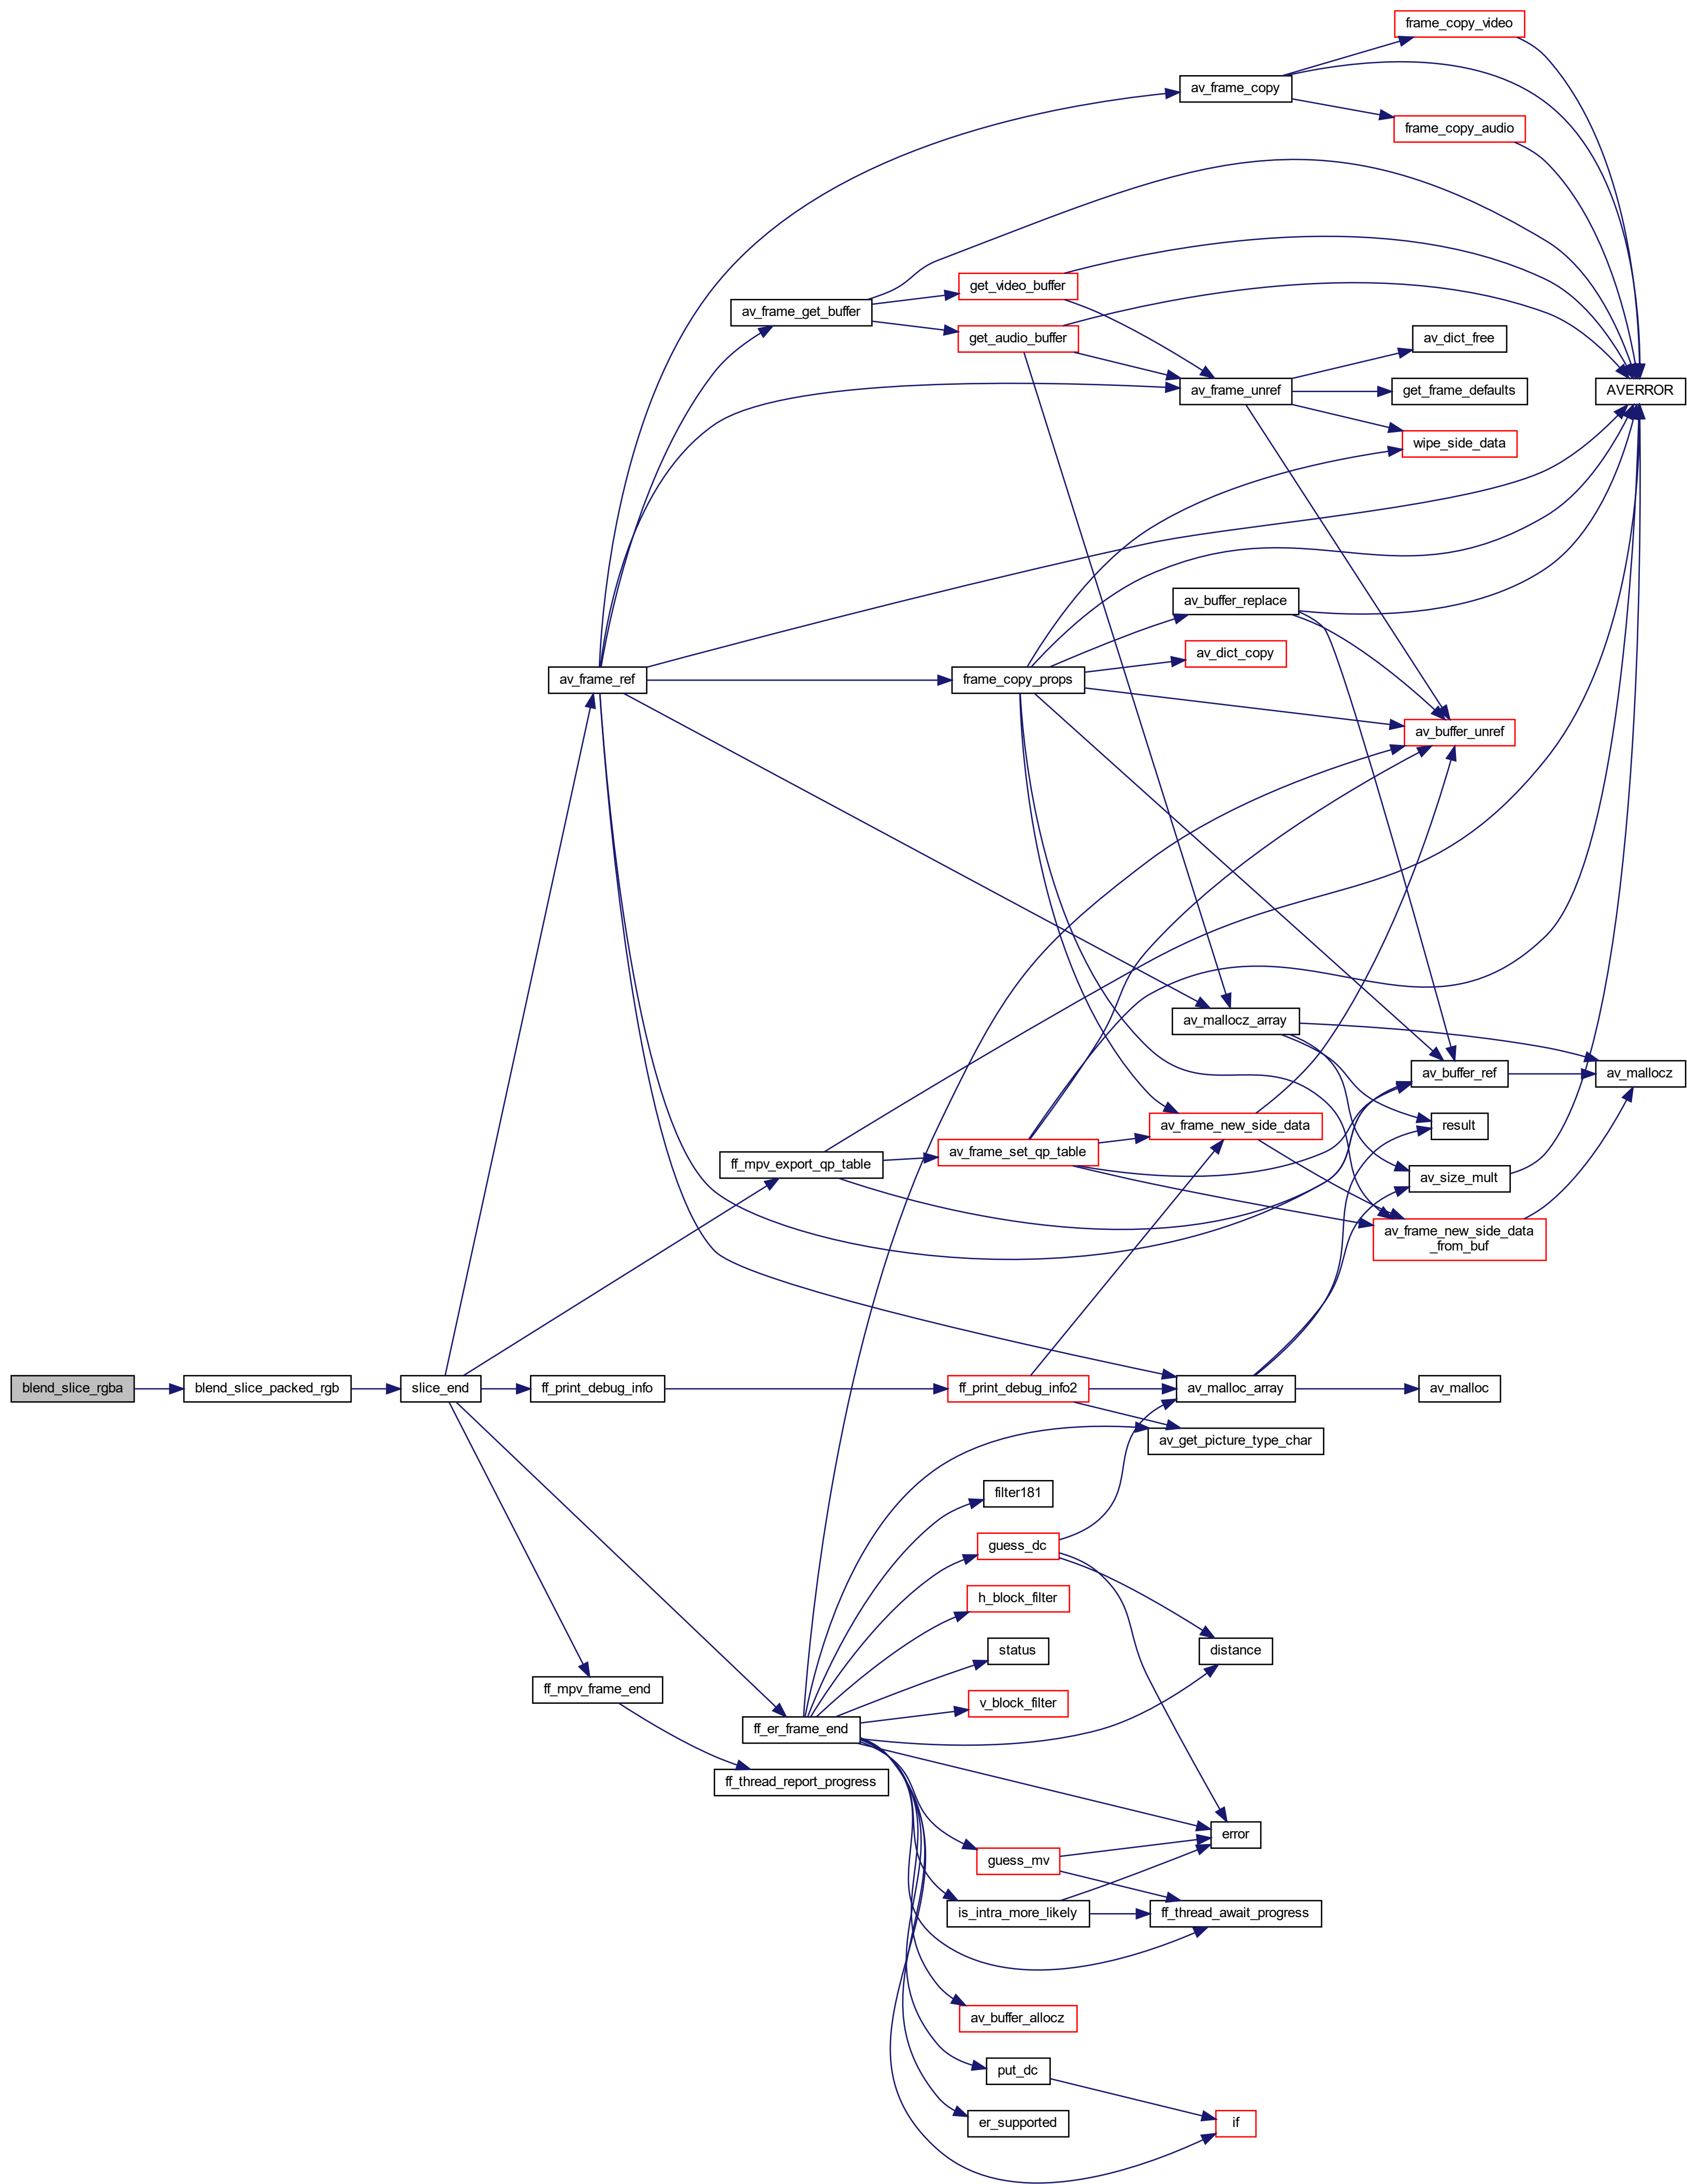 frame_copy_video
av_frame_copy
frame_copy_audio
get_video_buffer
av_frame_get_buffer
get_audio_buffer
av_dict_free
av_frame_unref
get_frame_defaults
AVERROR
wipe_side_data
av_buffer_replace
av_dict_copy
av_frame_ref
frame_copy_props
av_buffer_unref
av_mallocz_array
av_buffer_ref
av_mallocz
av_frame_new_side_data
result
ff_mpv_export_qp_table
av_frame_set_qp_table
av_size_mult
av_frame_new_side_data
_from_buf
blend_slice_rgba
blend_slice_packed_rgb
slice_end
ff_print_debug_info
ff_print_debug_info2
av_malloc_array
av_malloc
av_get_picture_type_char
filter181
guess_dc
h_block_filter
status
distance
ff_mpv_frame_end
v_block_filter
ff_er_frame_end
ff_thread_report_progress
error
guess_mv
is_intra_more_likely
ff_thread_await_progress
av_buffer_allocz
put_dc
er_supported
if